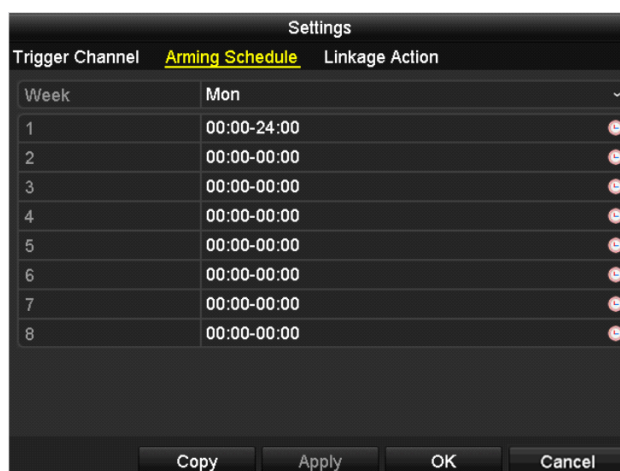 Settings
Trigger Channel Arming Schedule Linkage Action
Week Mon
1 00:00-24:00
2 00:00-00:00
3 00:00-00:00
4 00:00-00:00
5 00:00-00:00
6 00:00-00:00
7 00:00-00:00
8 00:00-00:00
Copy Apply OK Cancel